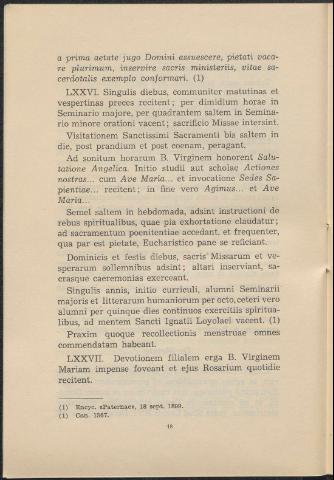 a prima aetate jugo Domini assuescere, pietati vaca-
re plurimum, inservire sacris ministeriis, vitae sa-
cerdotalis exemplo conformari. (1)
LXXVI. Singulis diebus, communiter matutinas et
vespertinas preces recitent; per dimidium horae in
Seminario majore, per quadrantem saltem in Semina-
rio minore orationi vacent; sacrificio Missae intersint.
Visitationem Sanctissimi Sacramenti bis saltem in
die, post prandium et post coenam, peragant.
Ad sonitum horarum B. Virginem honorent Salu-
tatione Angelica. Initio studii aut scholae Actiones
nostras... cum Ave Maria... et invocatione Sedes Sa-
pientiae... recitent; in fine vero Agimus... et Ave
Maria...
Semel saltem in hebdomada, adsint instructioni de
rebus spiritualibus, quae pia exhortatione claudatur;
ad sacramentum poenitentiae accedant, et frequenter,
qua par est pietate, Eucharistico pane se reficiant.
Dominicis et festis diebus, sacris Missarum et ve-
sperarum sollemnibus adsint; altari inserviant, sa-
crasque caeremonias exerceant.
Singulis annis, initio curriculi, alumni Seminarii
majoris et litterarum humaniorum per octo, ceteri vero
alumni per quinque dies continuos exercitiis spiritua-
libus, ad mentem Sancti Ignatii Loyolaei vacent. (1)
Praxim quoque recollectionis menstruae omnes
commendatam habeant.
LXXVII. Devotionem filialem erga B. Virginem
Mariam impense foveant et ejus Rosarium quotidie
recitent.
(1) Encyc. «Paternae», 18 sept. 1899.
(1) Can. 1367.
48